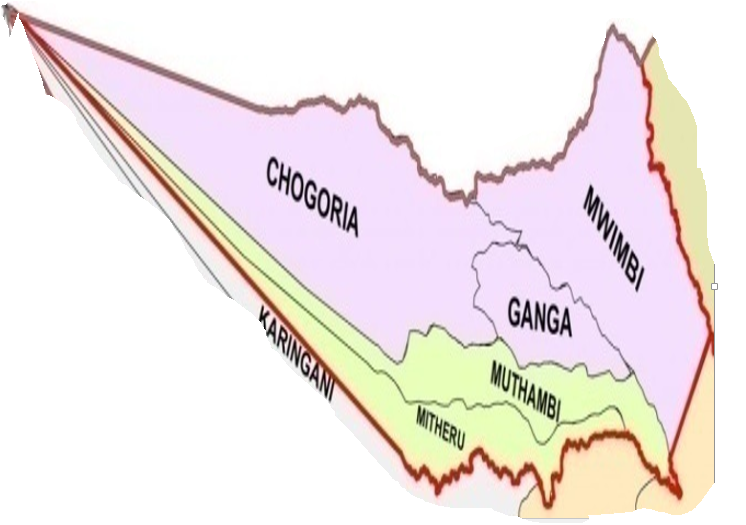 CHOGORIA
MWIMBI
GANGA
KARINGANI
MUTHAMBI
MITHERU